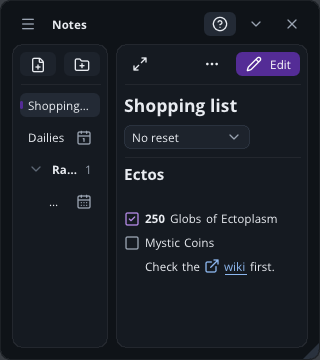 Notes
Edit
Shopping...
Dailies
Ra... 1
...
Shopping list
No reset
Ectos
250 Globs of Ectoplasm
Mystic Coins
Check the wiki first.